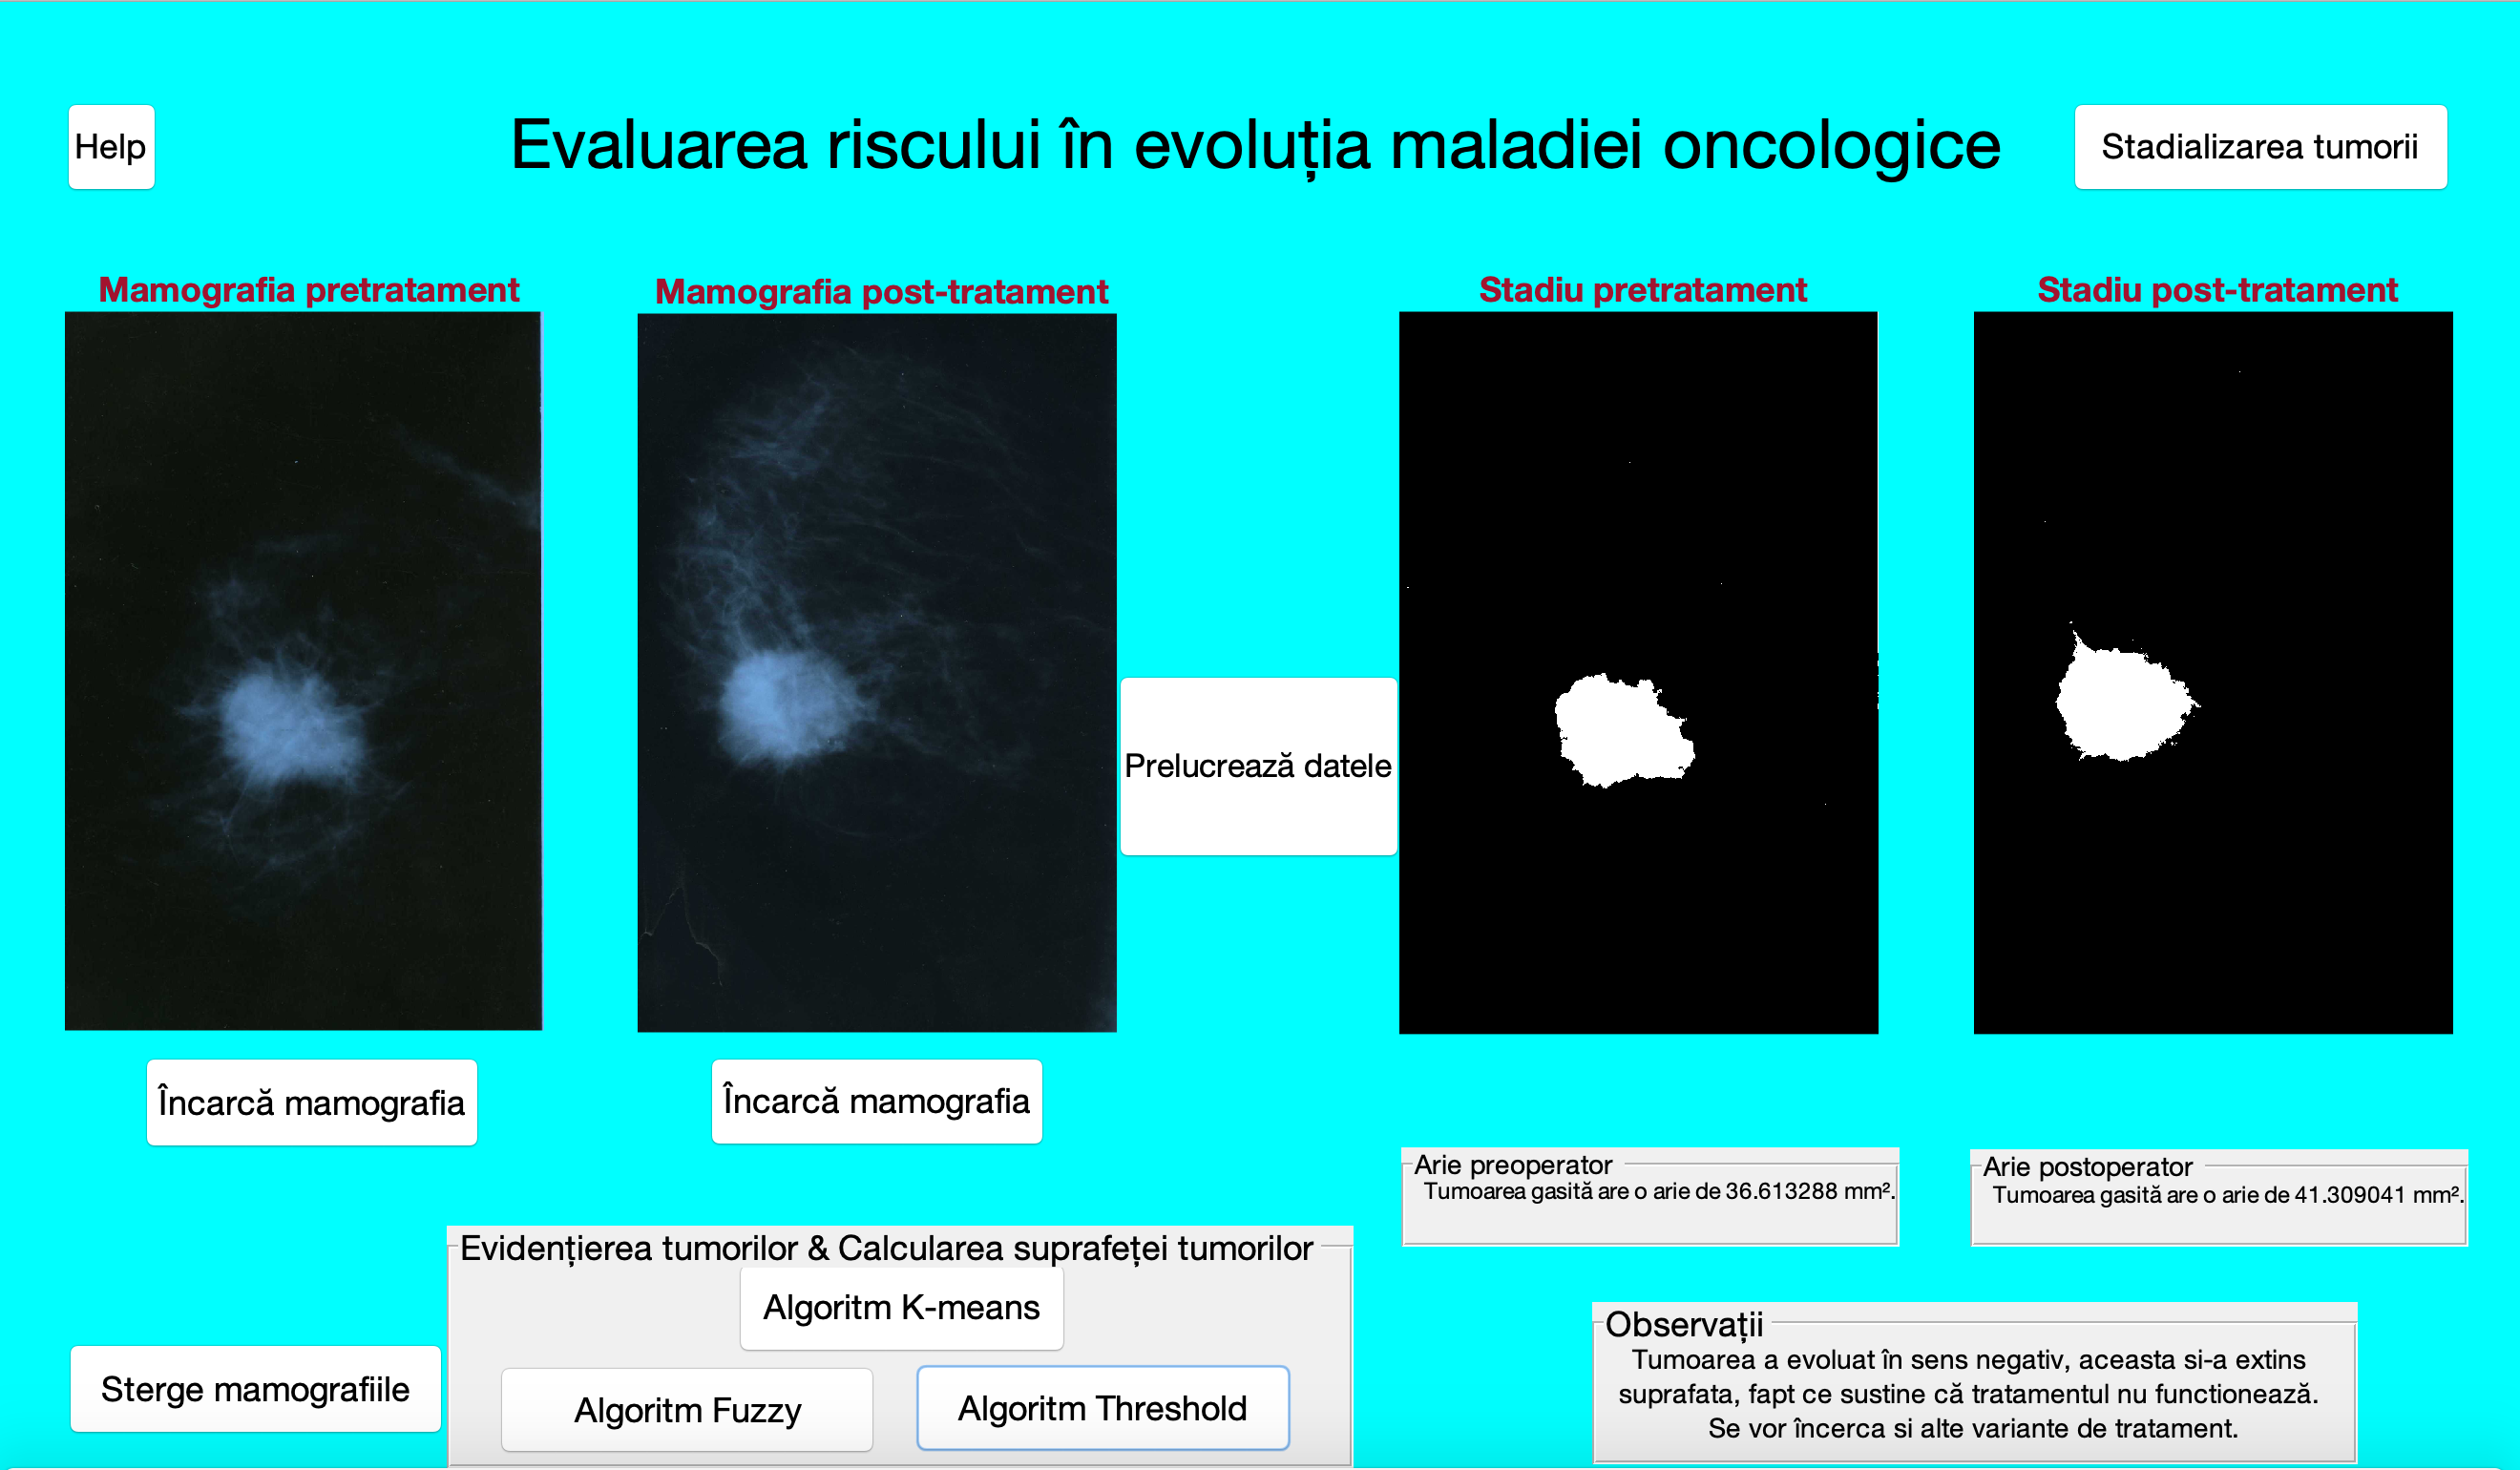 Help
Evaluarea riscului în evoluția maladiei oncologice
Stadializarea tumorii
Mamografia pretratament
Mamografia post-tratament
Stadiu pretratament
Stadiu post-tratament
Prelucrează datele
Încarcă mamografia
Încarcă mamografia
Arie preoperator
Tumoarea gasită are o arie de 36.613288 mm².
Arie postoperator
Tumoarea gasită are o arie de 41.309041 mm².
Evidențierea tumorilor & Calcularea suprafeței tumorilor
Algoritm K-means
Sterge mamografiile
Algoritm Fuzzy
Algoritm Threshold
Observații
Tumoarea a evoluat în sens negativ, aceasta si-a extins
suprafata, fapt ce sustine că tratamentul nu functionează.
Se vor încerca si alte variante de tratament.